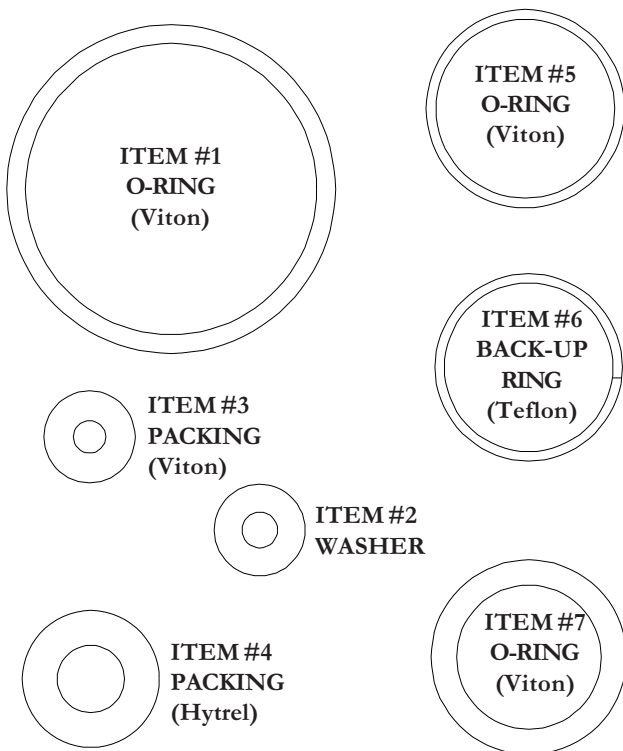 ITEM #1
O-RING
(Viton)
ITEM #5
O-RING
(Viton)
ITEM #6
BACK-UP
RING
(Teflon)
ITEM #3
PACKING
(Viton)
ITEM #2
WASHER
ITEM #4
PACKING
(Hytrel)
ITEM #7
O-RING
(Viton)